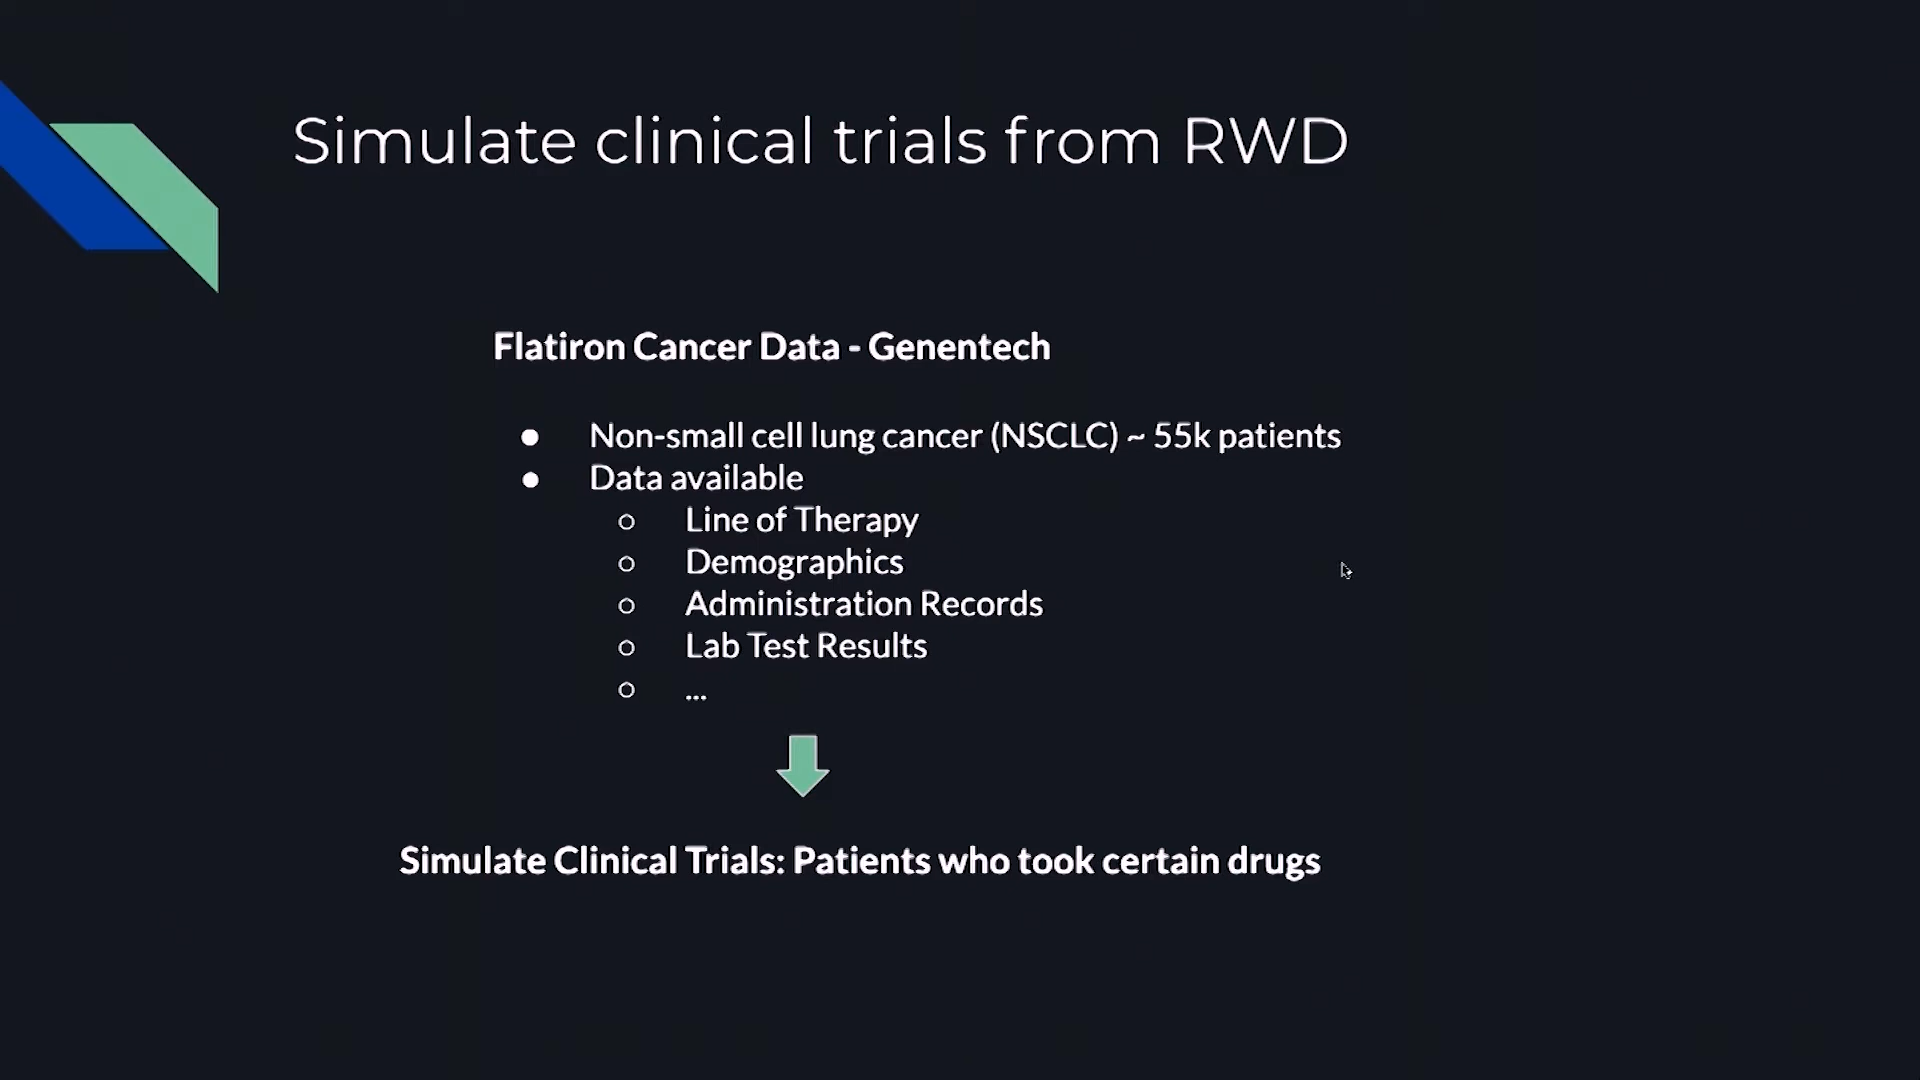 Simulate clinical trials from RWD
Flatiron Cancer Data - Genentech
● Non-small cell lung cancer (NSCLC) ~ 55k patients
● Data available
○ Line of Therapy
○ Demographics
○ Administration Records
○ Lab Test Results
○ ...
Simulate Clinical Trials: Patients who took certain drugs